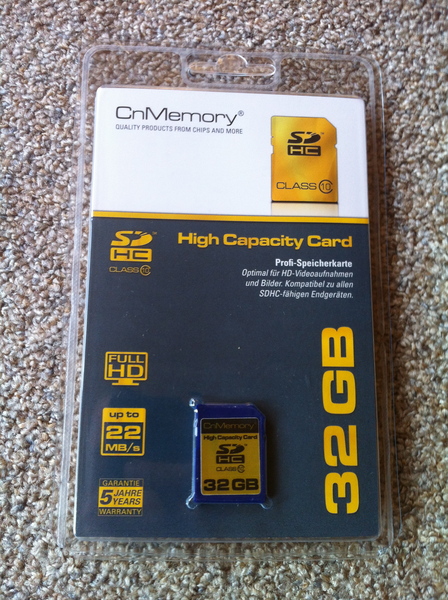 CnMemory®
QUALITY PRODUCTS FROM CHIPS AND MORE
SD
HC
CLASS 10
SD™
HC
CLASS 10
High Capacity Card
Profi-Speicherkarte
Optimal für HD-Videoaufnahmen
und Bilder. Kompatibel zu allen
SDHC-fähigen Endgeräten.
FULL
HD
up to
22
MB/s
GARANTIE
5 JAHRE
YEARS
WARRANTY
32 GB
CnMemory
High Capacity Card
SD™
HC
CLASS 10
32 GB